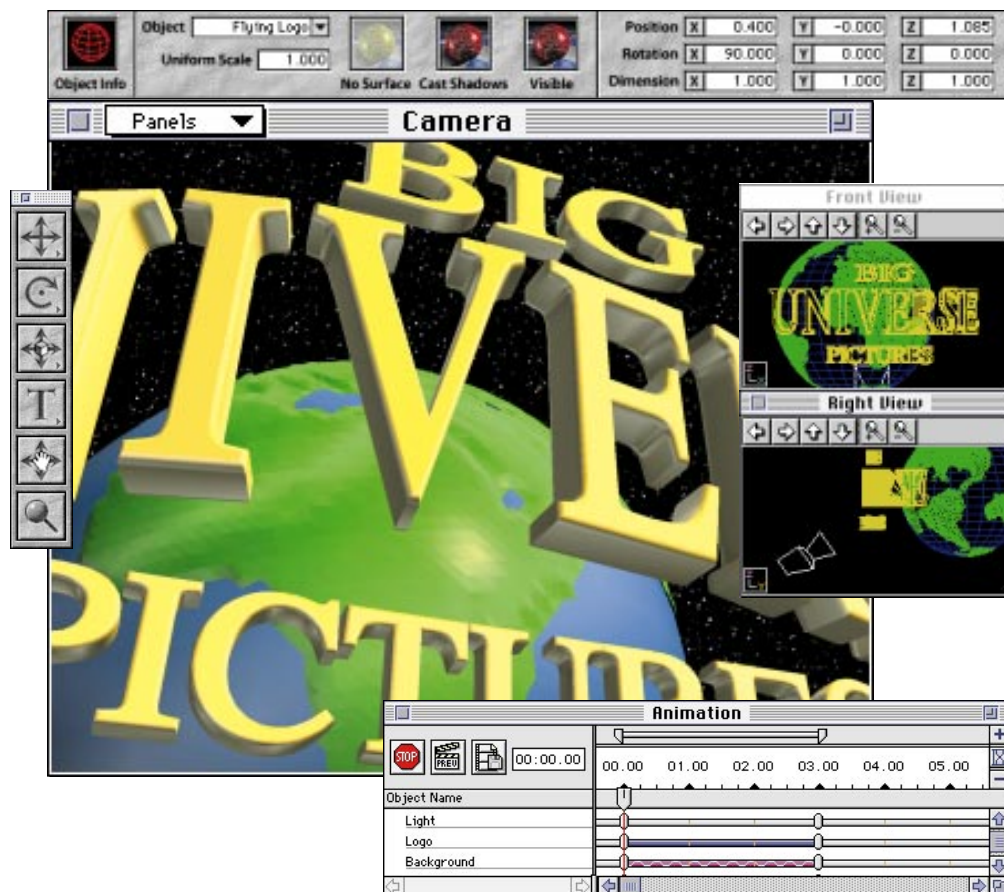 Object Flying Logo
Uniform Scale 1.000
Object Info
No Surface Cast Shadows Visible
Position X 0.400 Y -0.000 Z 1.085
Rotation X 90.000 Y 0.000 Z 0.000
Dimension X 1.000 Y 1.000 Z 1.000
Panels Camera
BIG
UNIVE
PICTURES
T
Front View
BIG
UNIVERSE
PICTURES
Right View
Animation
STOP PREV 00:00.00
00.00 01.00 02.00 03.00 04.00 05.00
Object Name
Light
Logo
Background